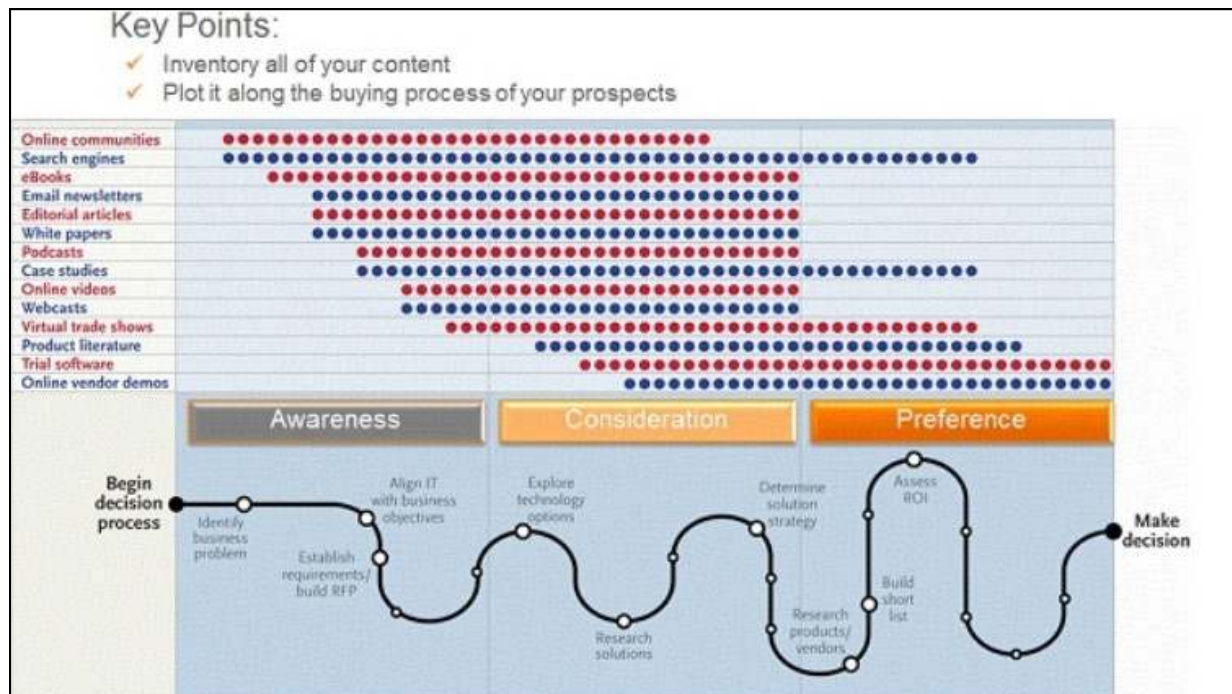 Key Points:
✓ Inventory all of your content
✓ Plot it along the buying process of your prospects
Online communities
Search engines
eBooks
Email newsletters
Editorial articles
White papers
Podcasts
Case studies
Online videos
Webcasts
Virtual trade shows
Product literature
Trial software
Online vendor demos
Awareness
Consideration
Preference
Begin
decision
process
Identify
business
problem
Align IT
with business
objectives
Establish
requirements/
build RFP
Explore
technology
options
Research
solutions
Determine
solution
strategy
Research
products/
vendors
Build
short
list
Assess
ROI
Make
decision